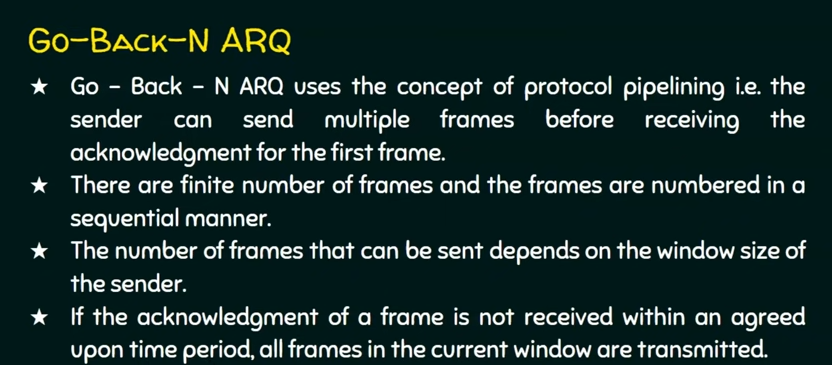 Go-Back-N ARQ
★ Go - Back - N ARQ uses the concept of protocol pipelining i.e. the
sender can send multiple frames before receiving the
acknowledgment for the first frame.
★ There are finite number of frames and the frames are numbered in a
sequential manner.
★ The number of frames that can be sent depends on the window size of
the sender.
★ If the acknowledgment of a frame is not received within an agreed
upon time period, all frames in the current window are transmitted.